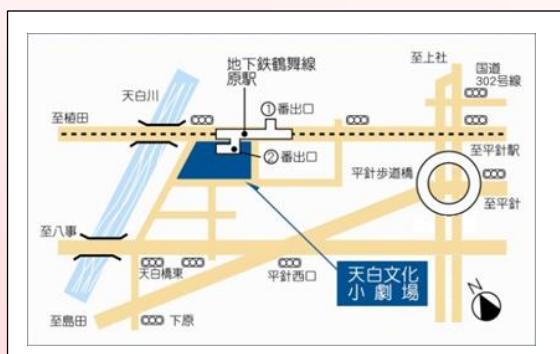 地下鉄鶴舞線
原駅
至上社
国道
302号線
天白川
①番出口
至植田
至平針駅
②番出口
平針歩道橋
至平針
至八事
天白橋東
平針西口
天白文化
小劇場
至島田
下原
N